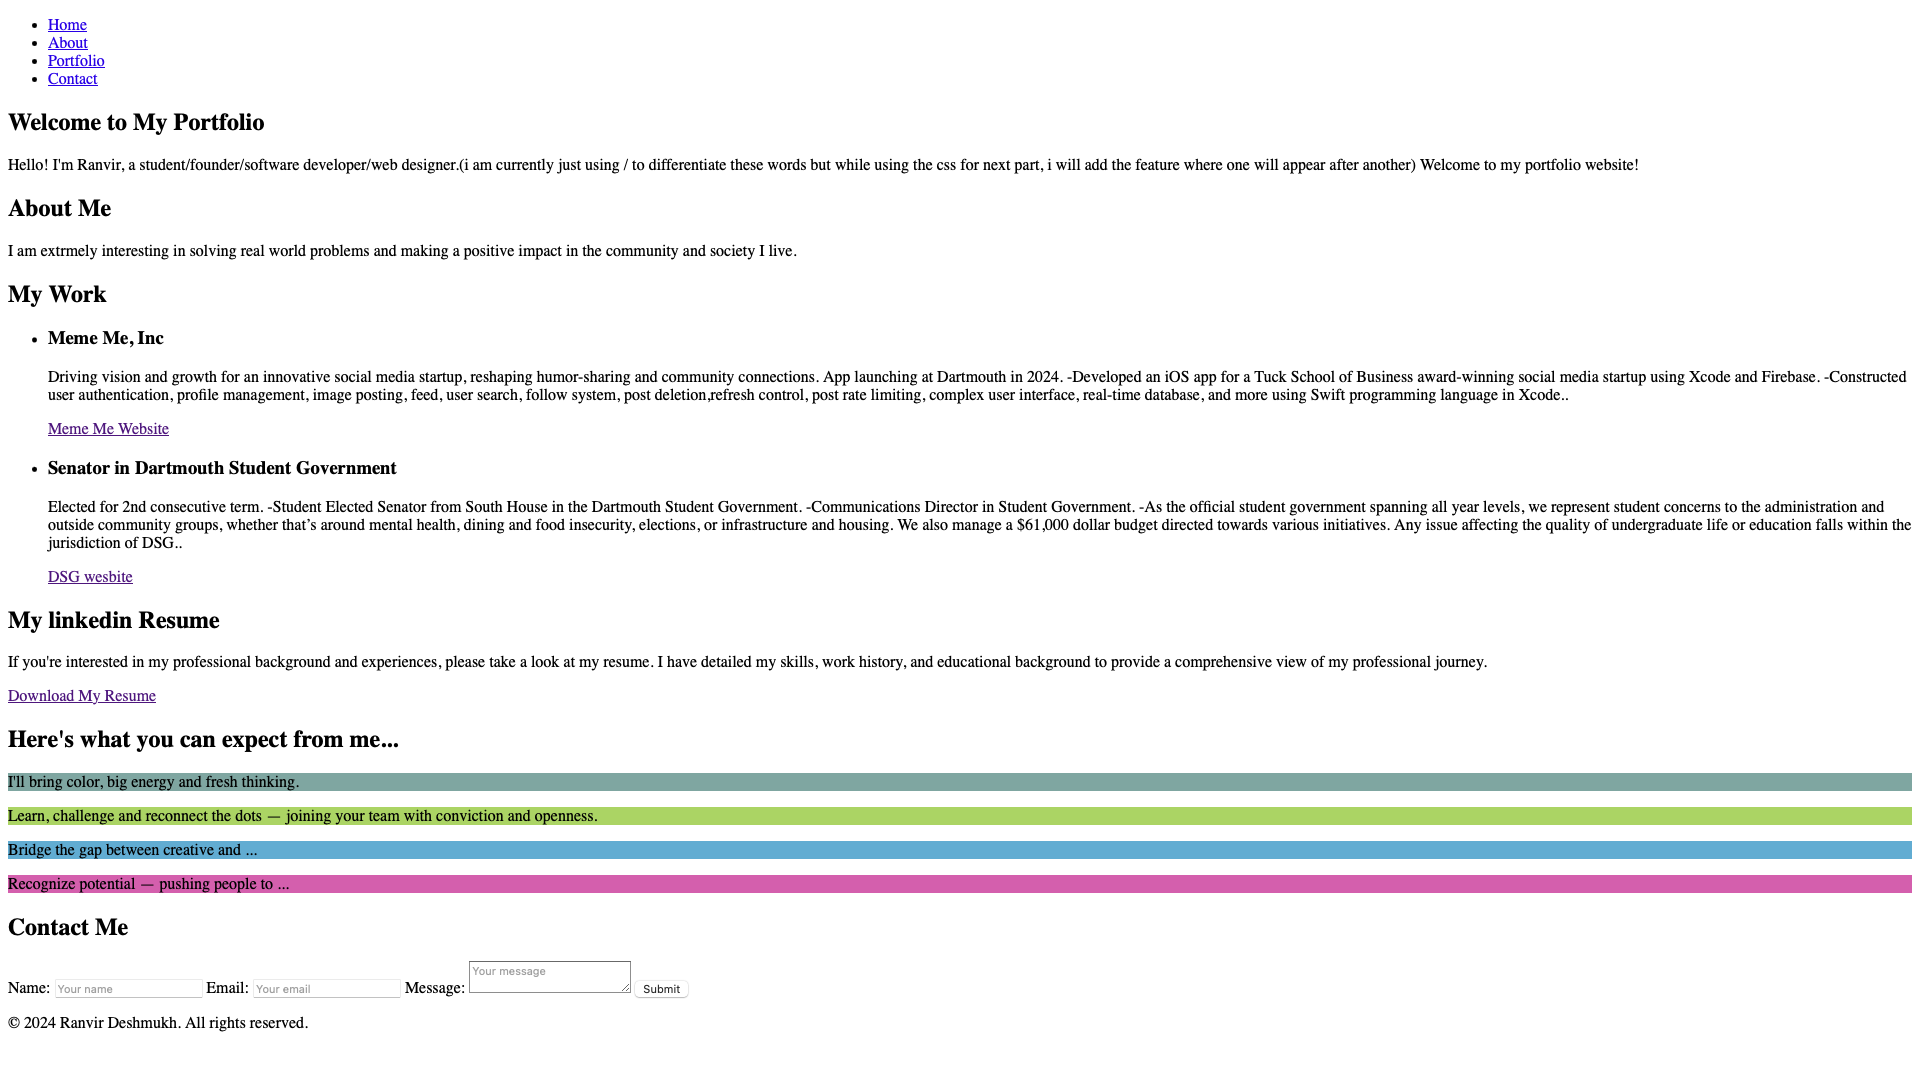 Home
About
Portfolio
Contact
Welcome to My Portfolio
Hello! I'm Ranvir, a student/founder/software developer/web designer.(i am currently just using / to differentiate these words but while using the css for next part, i will add the feature where one will appear after another) Welcome to my portfolio website!
About Me
I am extrmely interesting in solving real world problems and making a positive impact in the community and society I live.
My Work
Meme Me, Inc
Driving vision and growth for an innovative social media startup, reshaping humor-sharing and community connections. App launching at Dartmouth in 2024. -Developed an iOS app for a Tuck School of Business award-winning social media startup using Xcode and Firebase. -Constructed
user authentication, profile management, image posting, feed, user search, follow system, post deletion,refresh control, post rate limiting, complex user interface, real-time database, and more using Swift programming language in Xcode..
Meme Me Website
Senator in Dartmouth Student Government
Elected for 2nd consecutive term. -Student Elected Senator from South House in the Dartmouth Student Government. -Communications Director in Student Government. -As the official student government spanning all year levels, we represent student concerns to the administration and
outside community groups, whether that’s around mental health, dining and food insecurity, elections, or infrastructure and housing. We also manage a $61,000 dollar budget directed towards various initiatives. Any issue affecting the quality of undergraduate life or education falls within the
jurisdiction of DSG..
DSG wesbite
My linkedin Resume
If you're interested in my professional background and experiences, please take a look at my resume. I have detailed my skills, work history, and educational background to provide a comprehensive view of my professional journey.
Download My Resume
Here's what you can expect from me...
I'll bring color, big energy and fresh thinking.
Learn, challenge and reconnect the dots — joining your team with conviction and openness.
Bridge the gap between creative and ...
Recognize potential — pushing people to ...
Contact Me
Name: Your name Email: Your email Message: Your message Submit
© 2024 Ranvir Deshmukh. All rights reserved.